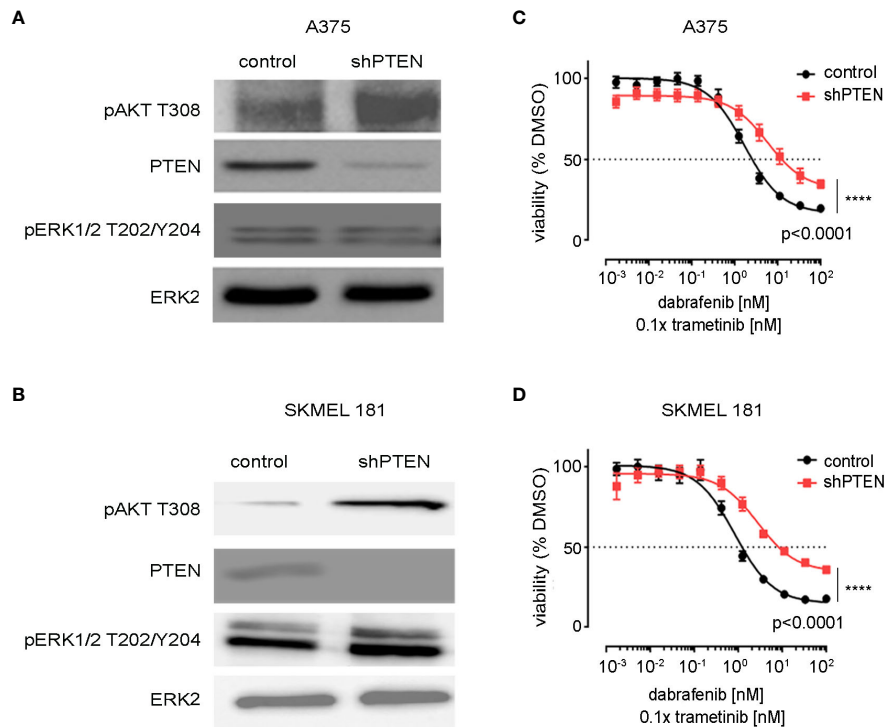 A
A375
control shPTEN
pAKT T308
PTEN
pERK1/2 T202/Y204
ERK2
B
SKMEL 181
control shPTEN
pAKT T308
PTEN
pERK1/2 T202/Y204
ERK2
C
A375
viability (% DMSO)
100
50
0
control
shPTEN
****
p<0.0001
10⁻³ 10⁻² 10⁻¹ 10⁰ 10¹ 10²
dabrafenib [nM]
0.1x trametinib [nM]
D
SKMEL 181
viability (% DMSO)
100
50
0
control
shPTEN
****
p<0.0001
10⁻³ 10⁻² 10⁻¹ 10⁰ 10¹ 10²
dabrafenib [nM]
0.1x trametinib [nM]